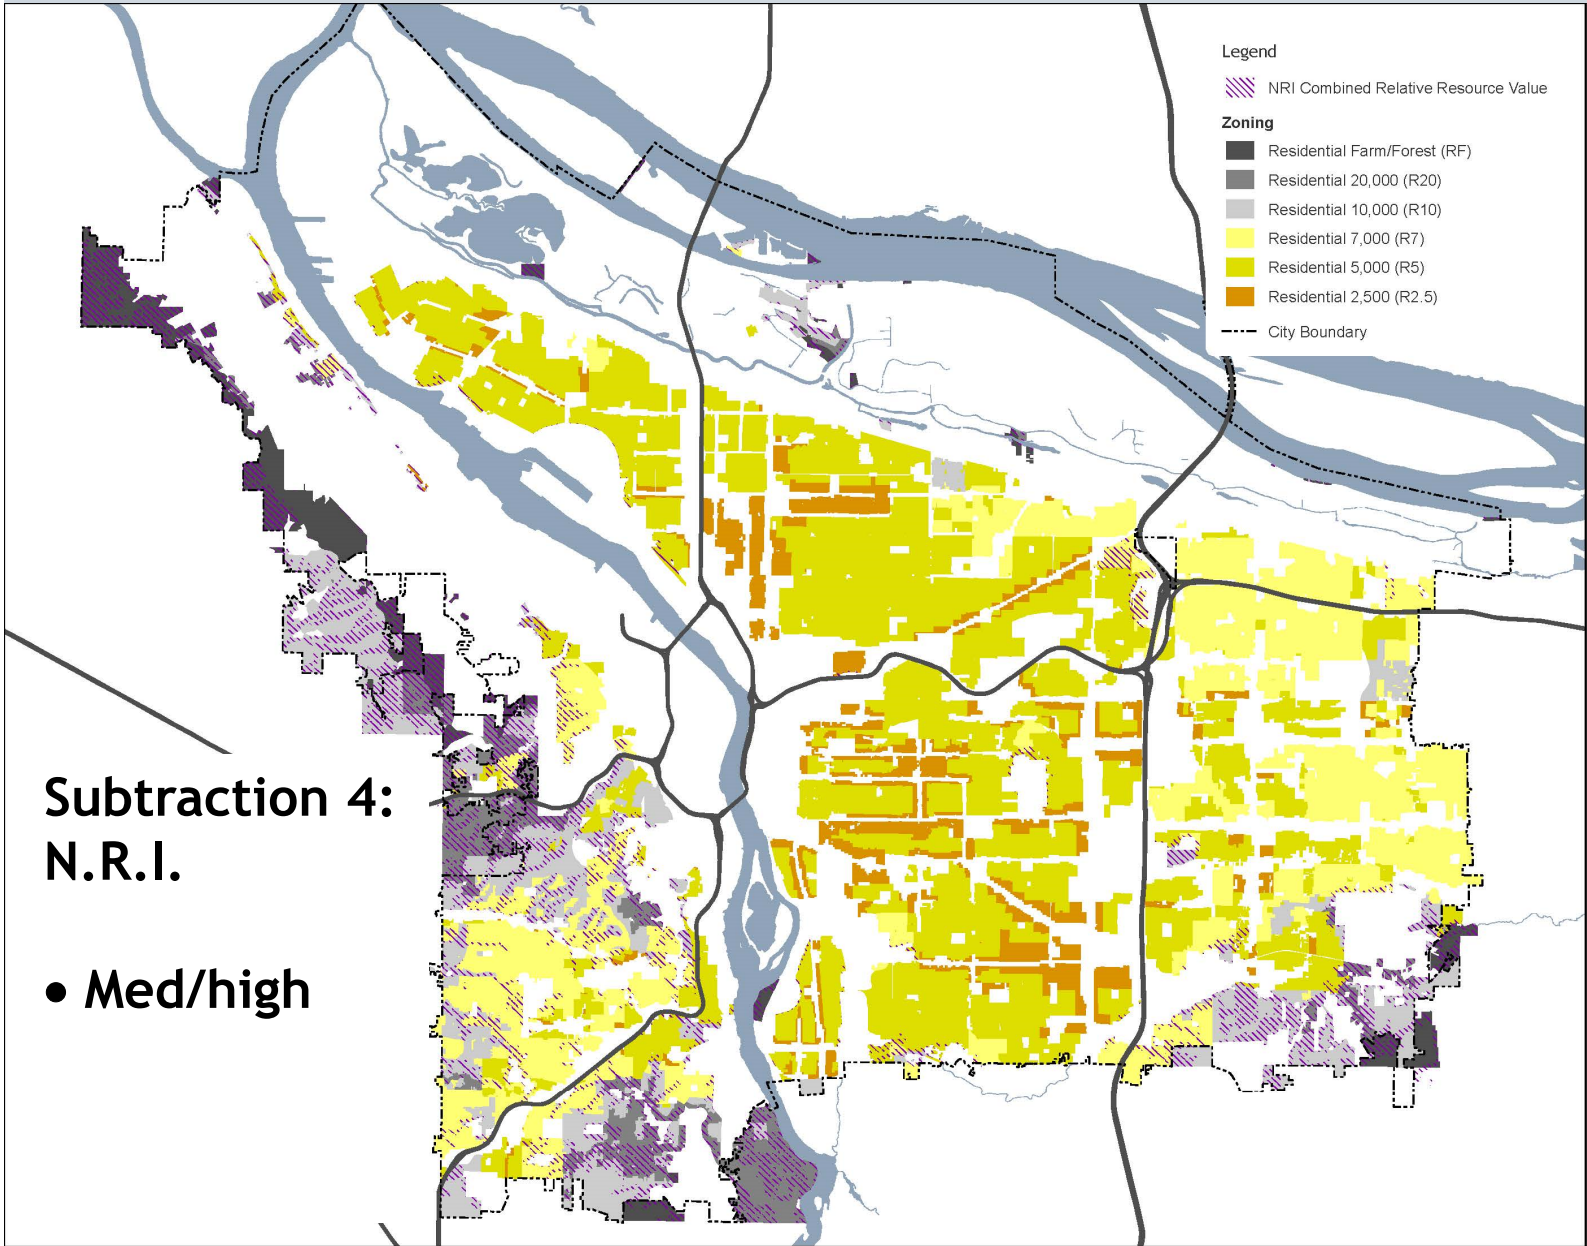 Legend
NRI Combined Relative Resource Value
Zoning
Residential Farm/Forest (RF)
Residential 20,000 (R20)
Residential 10,000 (R10)
Residential 7,000 (R7)
Residential 5,000 (R5)
Residential 2,500 (R2.5)
City Boundary
Subtraction 4:
N.R.I.
• Med/high